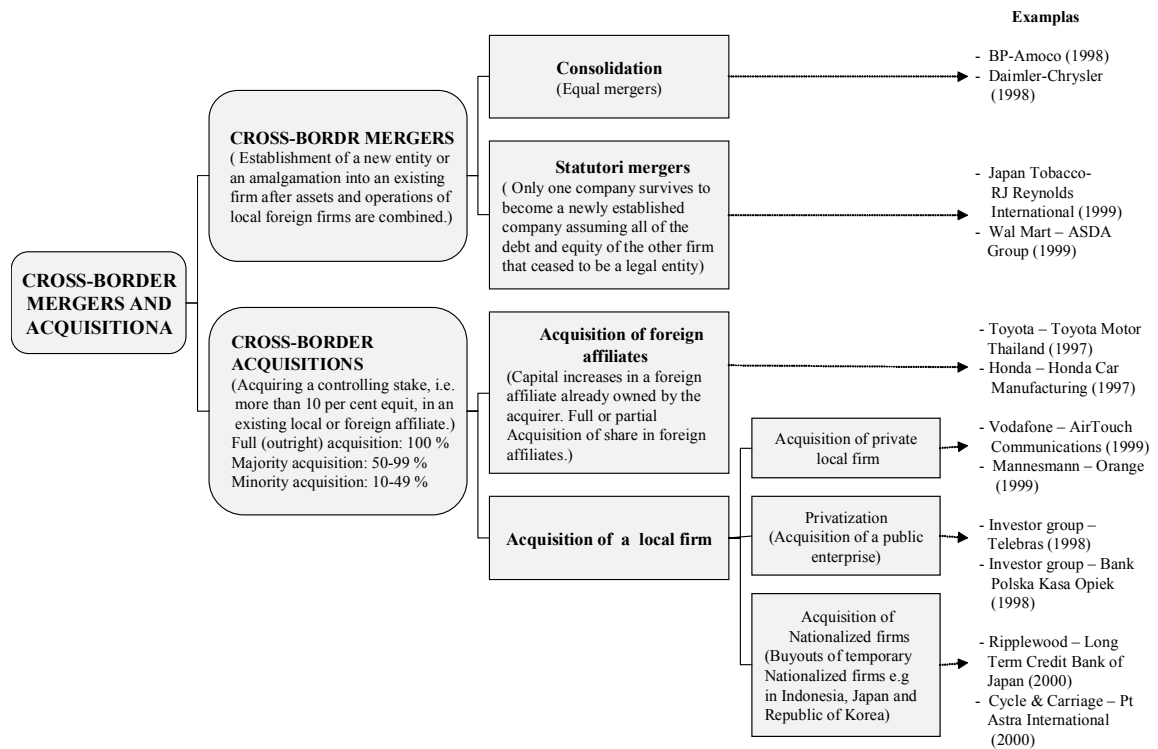 Examplas
CROSS-BORDER
MERGERS AND
ACQUISITIONA
CROSS-BORDR MERGERS
( Establishment of a new entity or
an amalgamation into an existing
firm after assets and operations of
local foreign firms are combined.)
Consolidation
(Equal mergers)
- BP-Amoco (1998)
- Daimler-Chrysler
(1998)
Statutori mergers
( Only one company survives to
become a newly established
company assuming all of the
debt and equity of the other firm
that ceased to be a legal entity)
- Japan Tobacco-
RJ Reynolds
International (1999)
- Wal Mart – ASDA
Group (1999)
CROSS-BORDER
ACQUISITIONS
(Acquiring a controlling stake, i.e.
more than 10 per cent equit, in an
existing local or foreign affiliate.)
Full (outright) acquisition: 100 %
Majority acquisition: 50-99 %
Minority acquisition: 10-49 %
Acquisition of foreign
affiliates
(Capital increases in a foreign
affiliate already owned by the
acquirer. Full or partial
Acquisition of share in foreign
affiliates.)
- Toyota – Toyota Motor
Thailand (1997)
- Honda – Honda Car
Manufacturing (1997)
Acquisition of a local firm
Acquisition of private
local firm
- Vodafone – AirTouch
Communications (1999)
- Mannesmann – Orange
(1999)
Privatization
(Acquisition of a public
enterprise)
- Investor group –
Telebras (1998)
- Investor group – Bank
Polska Kasa Opiek
(1998)
Acquisition of
Nationalized firms
(Buyouts of temporary
Nationalized firms e.g
in Indonesia, Japan and
Republic of Korea)
- Ripplewood – Long
Term Credit Bank of
Japan (2000)
- Cycle & Carriage – Pt
Astra International
(2000)